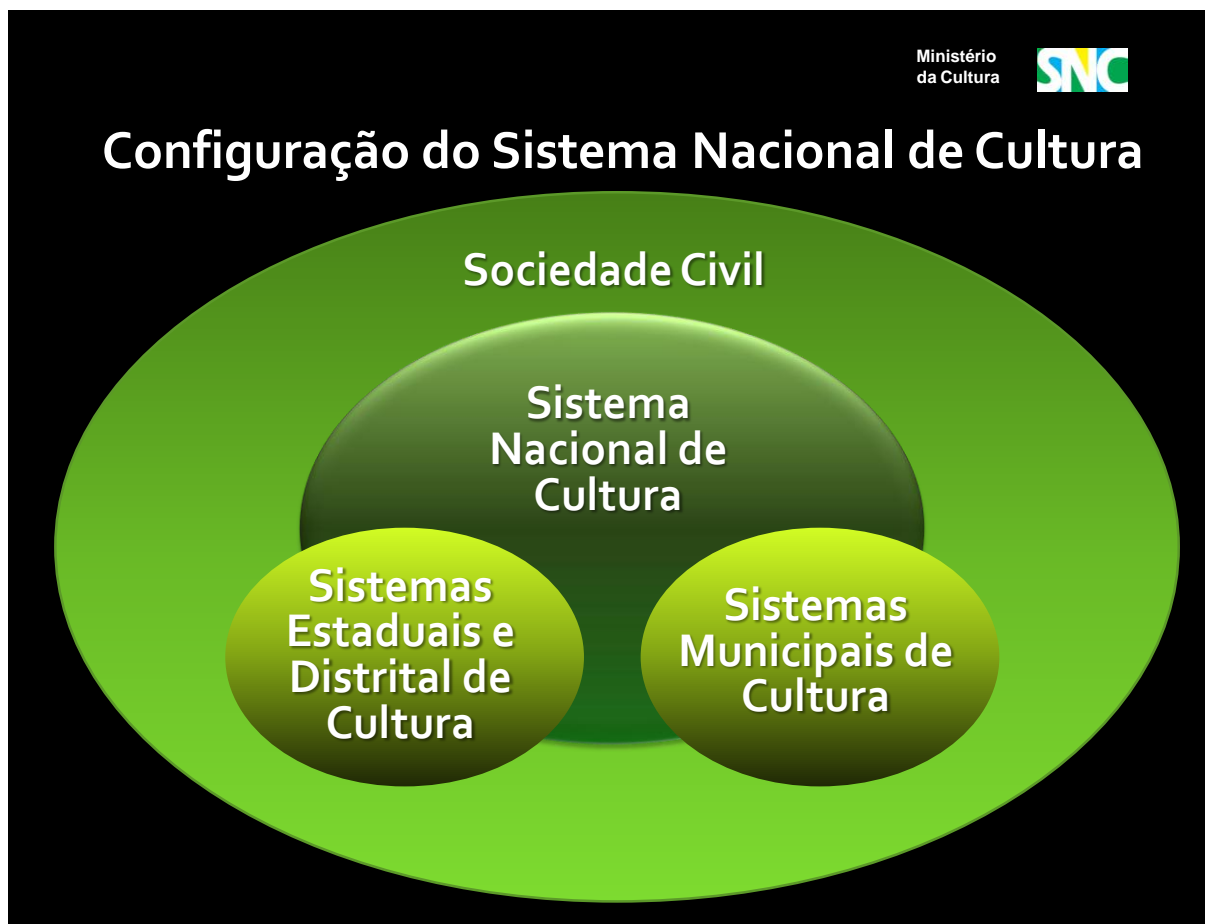 Ministério
da Cultura
SNC
Configuração do Sistema Nacional de Cultura
Sociedade Civil
Sistema
Nacional de
Cultura
Sistemas
Estaduais e
Distrital de
Cultura
Sistemas
Municipais de
Cultura